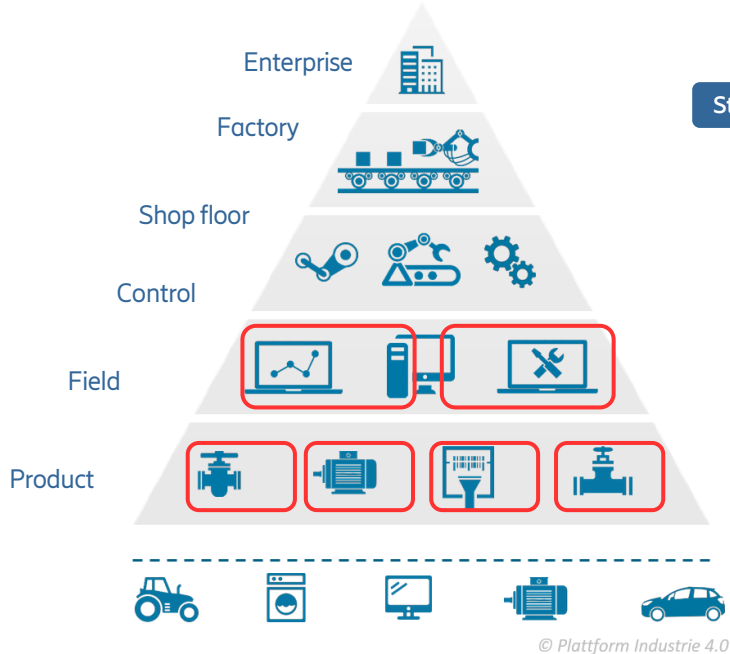 Enterprise
Factory
Shop floor
Control
Field
Product
© Plattform Industrie 4.0